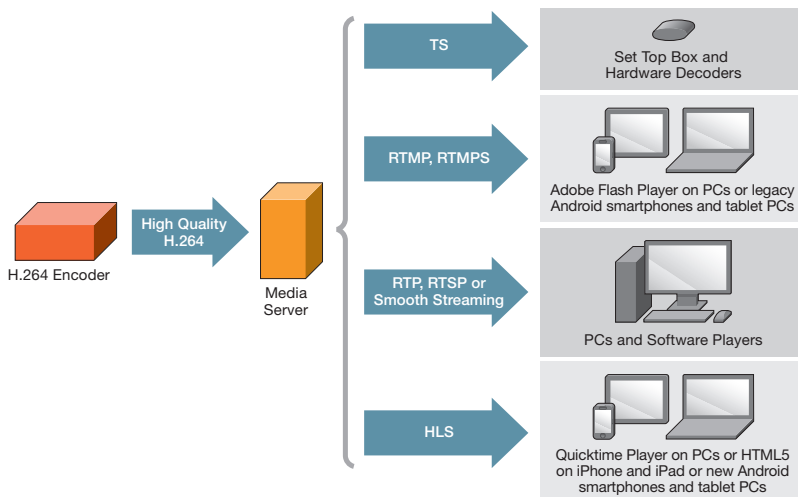 H.264 Encoder
High Quality
H.264
Media
Server
TS
Set Top Box and
Hardware Decoders
RTMP, RTMPS
Adobe Flash Player on PCs or legacy
Android smartphones and tablet PCs
RTP, RTSP or
Smooth Streaming
PCs and Software Players
HLS
Quicktime Player on PCs or HTML5
on iPhone and iPad or new Android
smartphones and tablet PCs